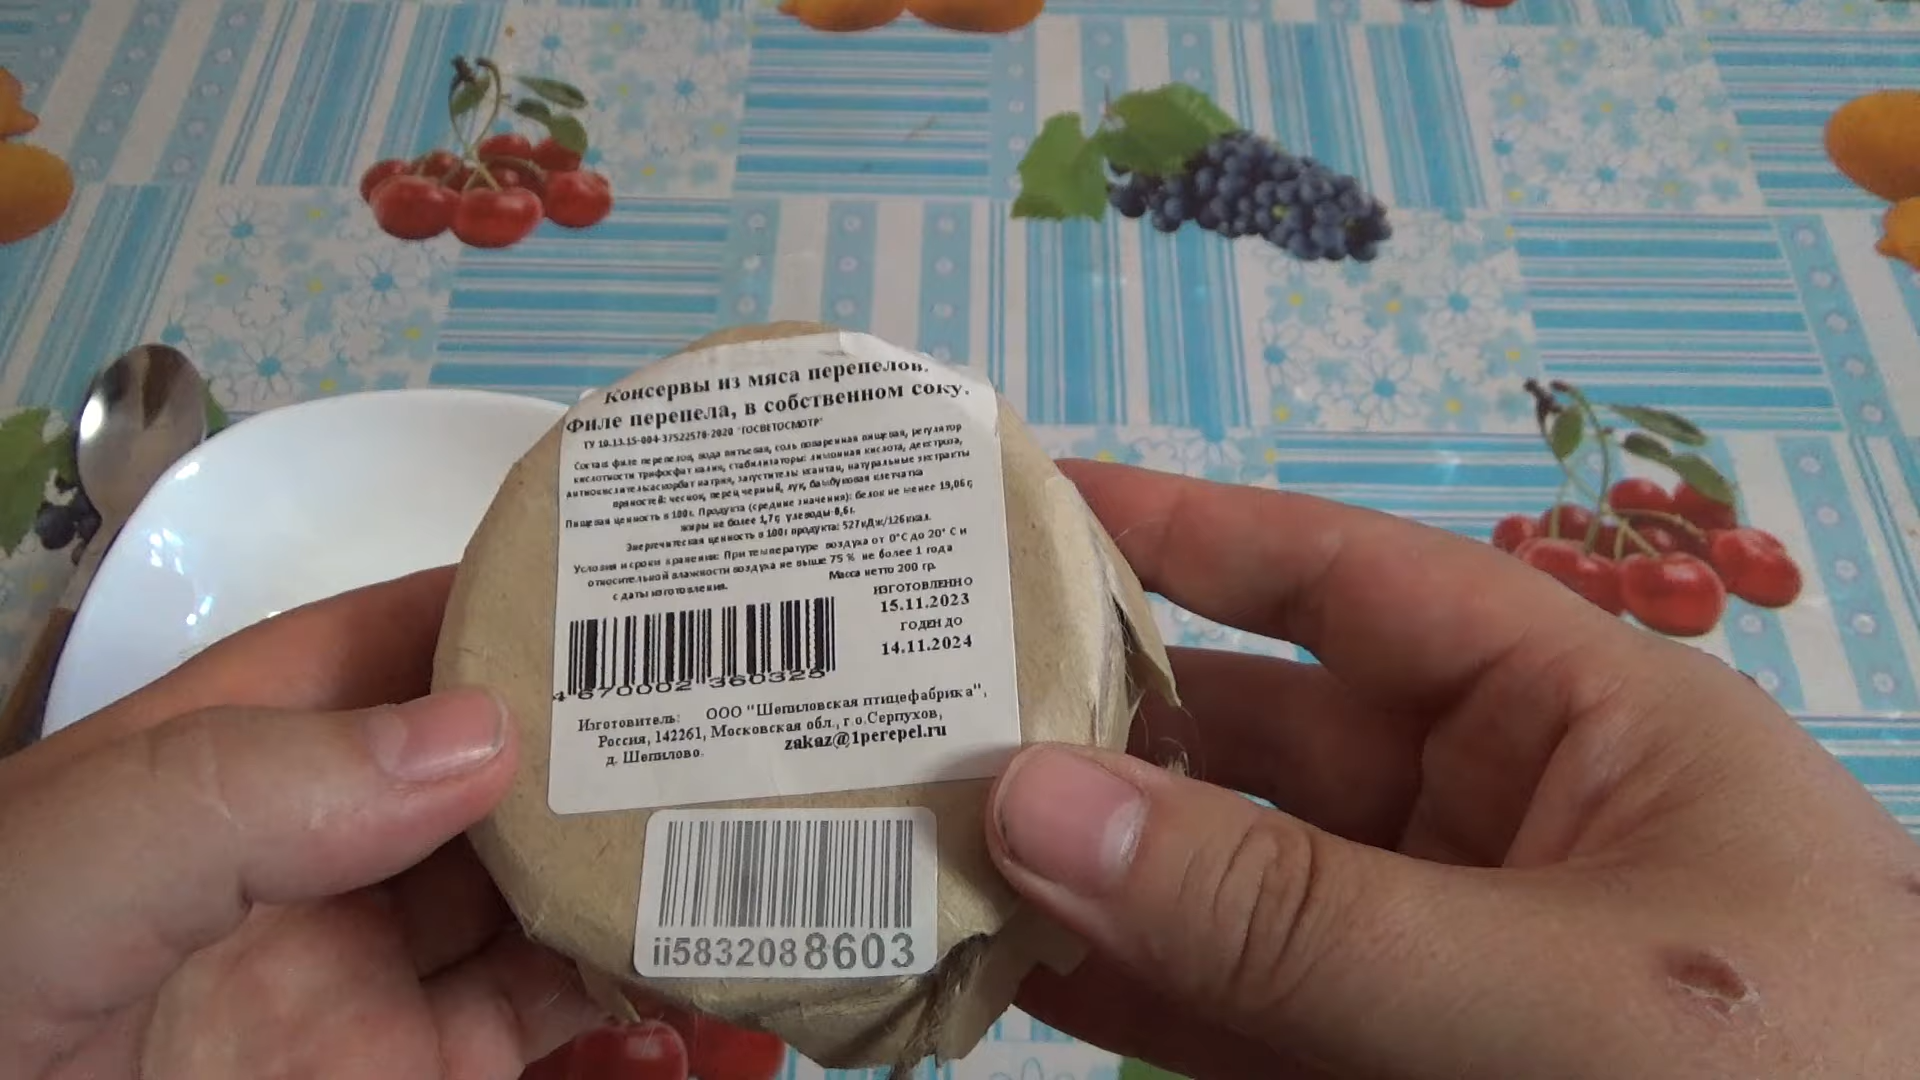 Консервы из мяса перепелов.
Филе перепела, в собственном соку.
ТУ 10.13.15-004-37522570-2020 "ГОСВЕТОСМОТР"
Состав: филе перепелов, вода питьевая, соль поваренная пищевая, регулятор
кислотности трифосфат калия, стабилизаторы: лимонная кислота, декстроза,
антиокислитель:аскорбат натрия, загуститель: ксантан, натуральные экстракты
пряностей: чеснок, перец черный, лук, бамбуковая клетчатка
Пищевая ценность в 100г. Продукта (средние значения): белок не менее 19,06 г
жиры не более 1,7г углеводы-8,6г.
Энергетическая ценность в 100г продукта: 527кДж/126ккал.
Условия и сроки хранения: При температуре воздуха от 0°C до 20° C и
относительной влажности воздуха не выше 75 % не более 1 года
с даты изготовления.
Масса нетто 200 гр.
ИЗГОТОВЛЕННО
15.11.2023
ГОДЕН ДО
14.11.2024
4 670002 360325
Изготовитель: ООО "Шепиловская птицефабрика",
Россия, 142261, Московская обл., г.о.Серпухов,
д. Шепилово. zakaz@1perepel.ru
ii5832088603